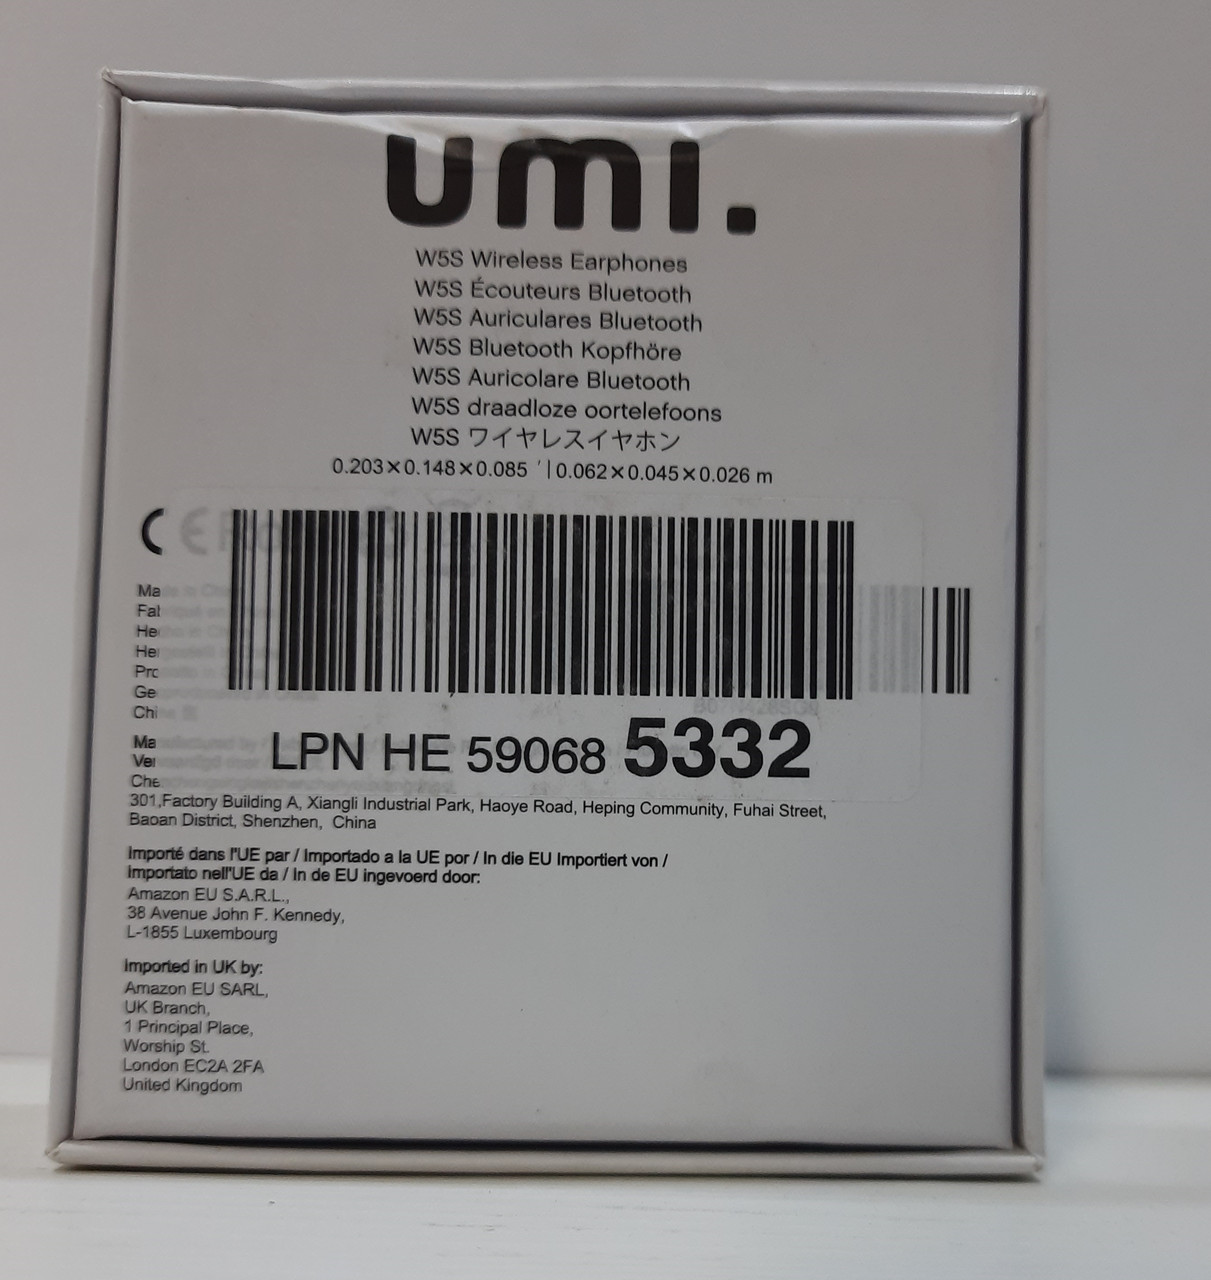 umi.
W5S Wireless Earphones
W5S Écouteurs Bluetooth
W5S Auriculares Bluetooth
W5S Bluetooth Kopfhöre
W5S Auricolare Bluetooth
W5S draadloze oortelefoons
W5S ワイヤレスイヤホン
0.203×0.148×0.085 ' | 0.062×0.045×0.026 m
CE
Made in
LPN HE 59068 5332
301,Factory Building A, Xiangli Industrial Park, Haoye Road, Heping Community, Fuhai Street,
Baoan District, Shenzhen, China
Importé dans l'UE par / Importado a la UE por / In die EU Importiert von /
Importato nell'UE da / In de EU ingevoerd door:
Amazon EU S.A.R.L.,
38 Avenue John F. Kennedy,
L-1855 Luxembourg
Imported in UK by:
Amazon EU SARL,
UK Branch,
1 Principal Place,
Worship St.
London EC2A 2FA
United Kingdom